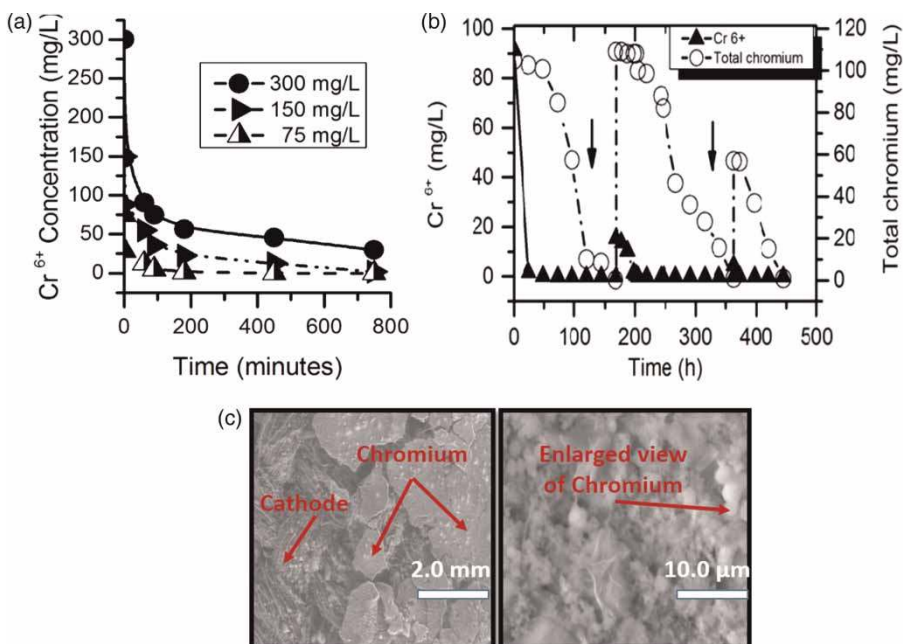 (a)
Cr 6+ Concentration (mg/L)
300
250
200
150
100
50
0
300 mg/L
150 mg/L
75 mg/L
0 200 400 600 800
Time (minutes)
(b)
Cr 6+ (mg/L)
100
80
60
40
20
0
Cr 6+
Total chromium
120
100
80
60
40
20
0
Total chromium (mg/L)
0 100 200 300 400 500
Time (h)
(c)
Chromium
Cathode
2.0 mm
Enlarged view
of Chromium
10.0 µm